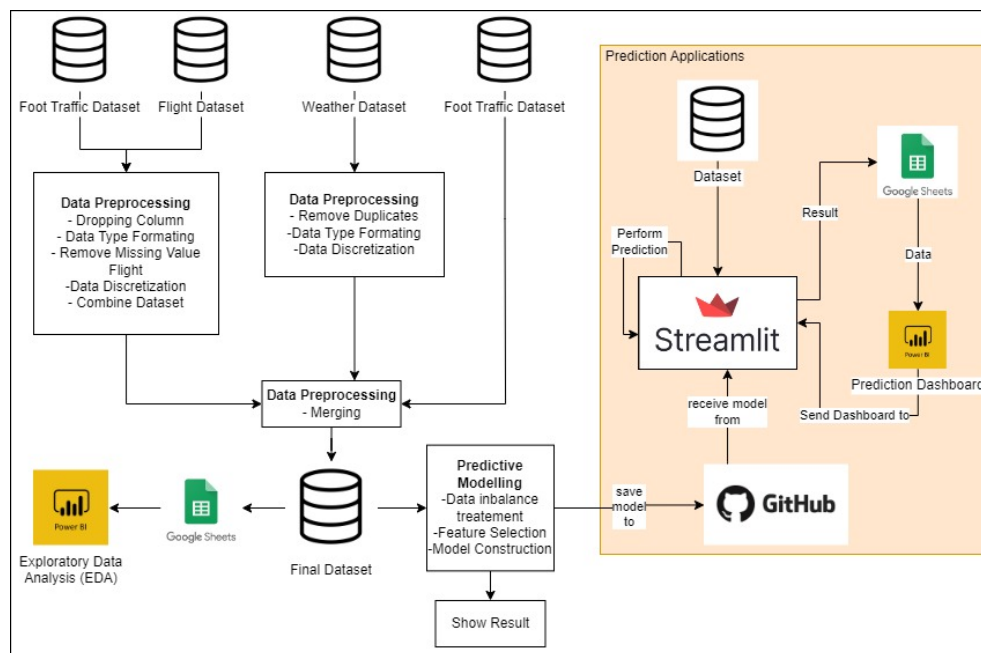 Foot Traffic Dataset
Flight Dataset
Weather Dataset
Foot Traffic Dataset
Data Preprocessing
- Dropping Column
- Data Type Formating
- Remove Missing Value
Flight
-Data Discretization
- Combine Dataset
Data Preprocessing
- Remove Duplicates
-Data Type Formating
-Data Discretization
Data Preprocessing
- Merging
Power BI
Exploratory Data
Analysis (EDA)
Google Sheets
Final Dataset
Predictive
Modelling
-Data inbalance
treatement
-Feature Selection
-Model Construction
Show Result
Prediction Applications
Dataset
Perform
Prediction
Streamlit
Result
Google Sheets
Data
Power BI
Prediction Dashboard
Send Dashboard to
receive model
from
save
model
to
GitHub